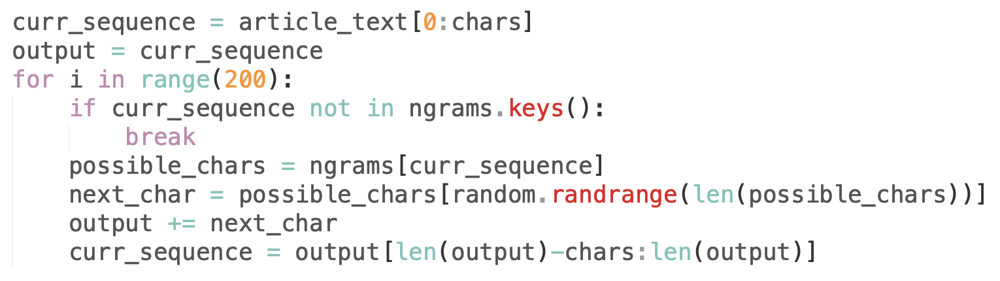 curr_sequence = article_text[0:chars]
output = curr_sequence
for i in range(200):
    if curr_sequence not in ngrams.keys():
        break
    possible_chars = ngrams[curr_sequence]
    next_char = possible_chars[random.randrange(len(possible_chars))]
    output += next_char
    curr_sequence = output[len(output)-chars:len(output)]